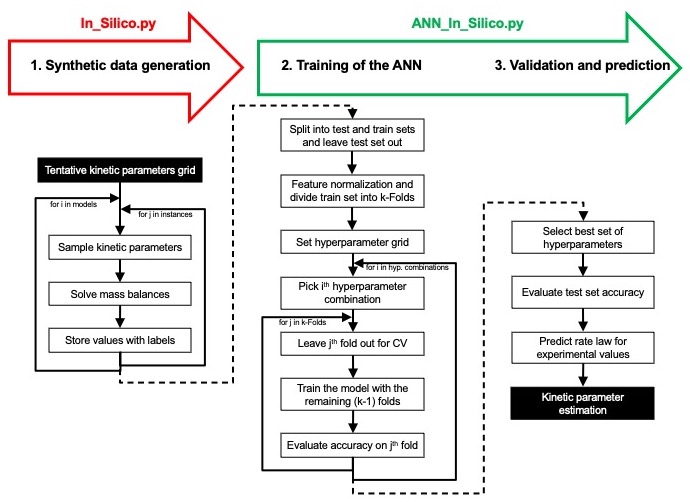 In_Silico.py
ANN_In_Silico.py
1. Synthetic data generation
2. Training of the ANN
3. Validation and prediction
Tentative kinetic parameters grid
for i in models
for j in instances
Sample kinetic parameters
Solve mass balances
Store values with labels
Split into test and train sets
and leave test set out
Feature normalization and
divide train set into k-Folds
Set hyperparameter grid
for i in hyp. combinations
Pick iᵗʰ hyperparameter
combination
for j in k-Folds
Leave jᵗʰ fold out for CV
Train the model with the
remaining (k-1) folds
Evaluate accuracy on jᵗʰ fold
Select best set of
hyperparameters
Evaluate test set accuracy
Predict rate law for
experimental values
Kinetic parameter
estimation